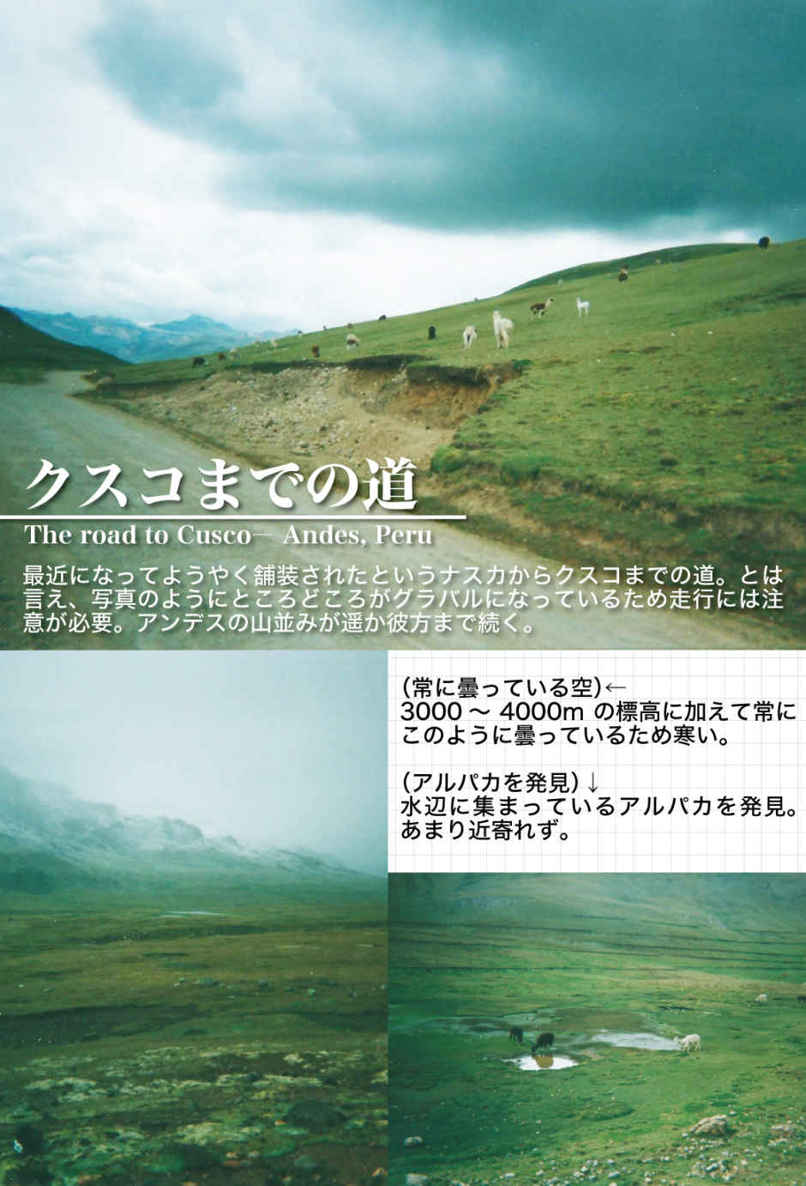 クスコまでの道
The road to Cusco— Andes, Peru
最近になってようやく舗装されたというナスカからクスコまでの道。とは
言え、写真のようにところどころがグラバルになっているため走行には注
意が必要。アンデスの山並みが遥か彼方まで続く。
（常に曇っている空）←
3000 〜 4000m の標高に加えて常に
このように曇っているため寒い。
（アルパカを発見）↓
水辺に集まっているアルパカを発見。
あまり近寄れず。